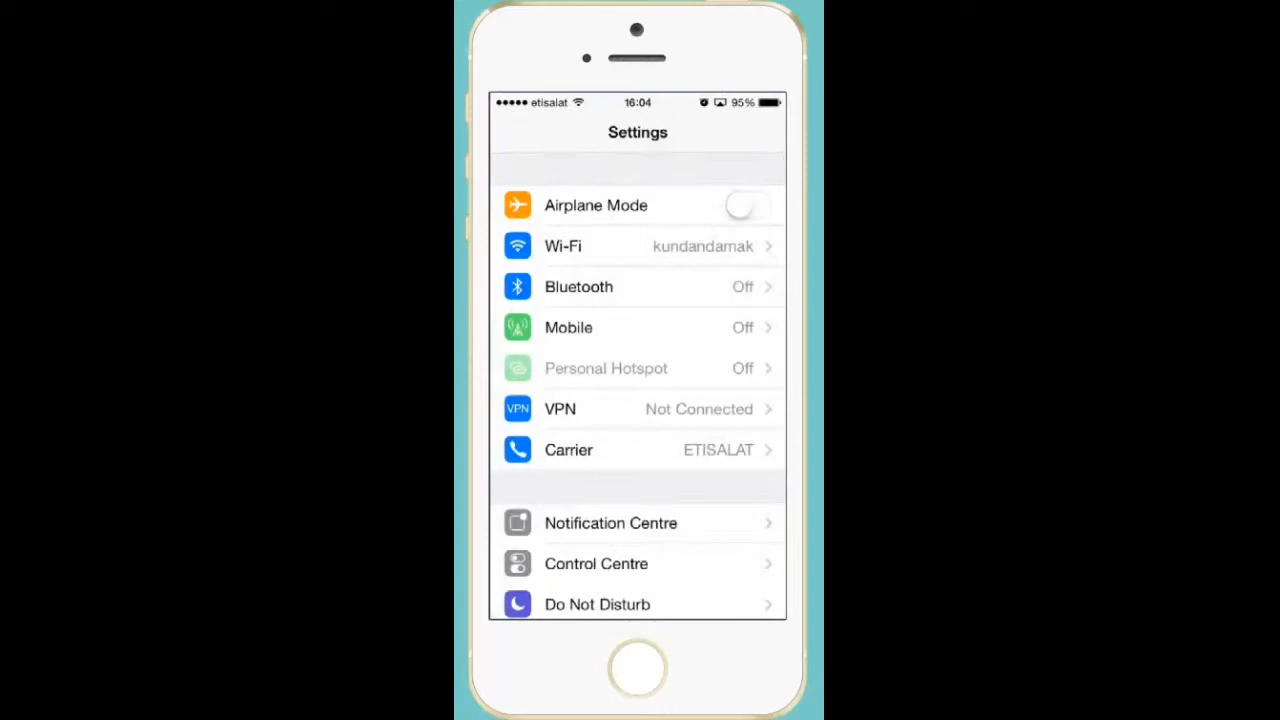 etisalat 16:04 95%
Settings
Airplane Mode
Wi-Fi kundandamak
Bluetooth Off
Mobile Off
Personal Hotspot Off
VPN VPN Not Connected
Carrier ETISALAT
Notification Centre
Control Centre
Do Not Disturb